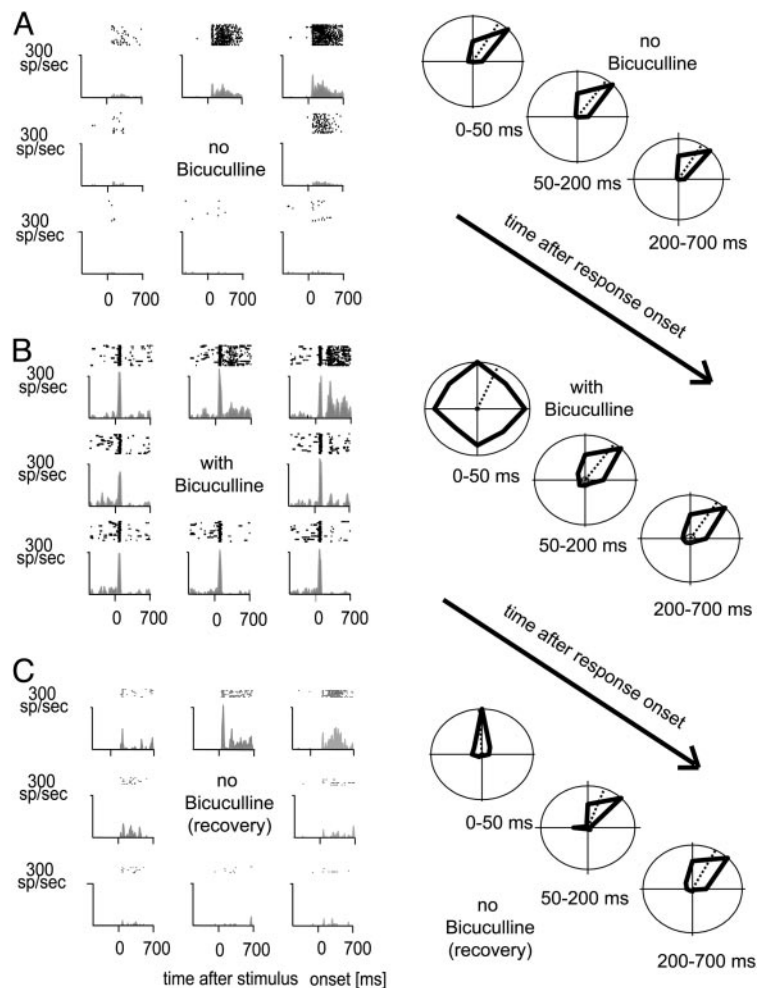 A
300
sp/sec
300
sp/sec
no
Bicuculline
300
sp/sec
0 700 0 700 0 700
no
Bicuculline
0-50 ms
50-200 ms
200-700 ms
time after response onset
B
300
sp/sec
300
sp/sec
with
Bicuculline
300
sp/sec
0 700 0 700 0 700
with
Bicuculline
0-50 ms
50-200 ms
200-700 ms
time after response onset
C
300
sp/sec
300
sp/sec
no
Bicuculline
(recovery)
300
sp/sec
0 700 0 700 0 700
time after stimulus onset [ms]
0-50 ms
50-200 ms
no
Bicuculline
(recovery)
200-700 ms